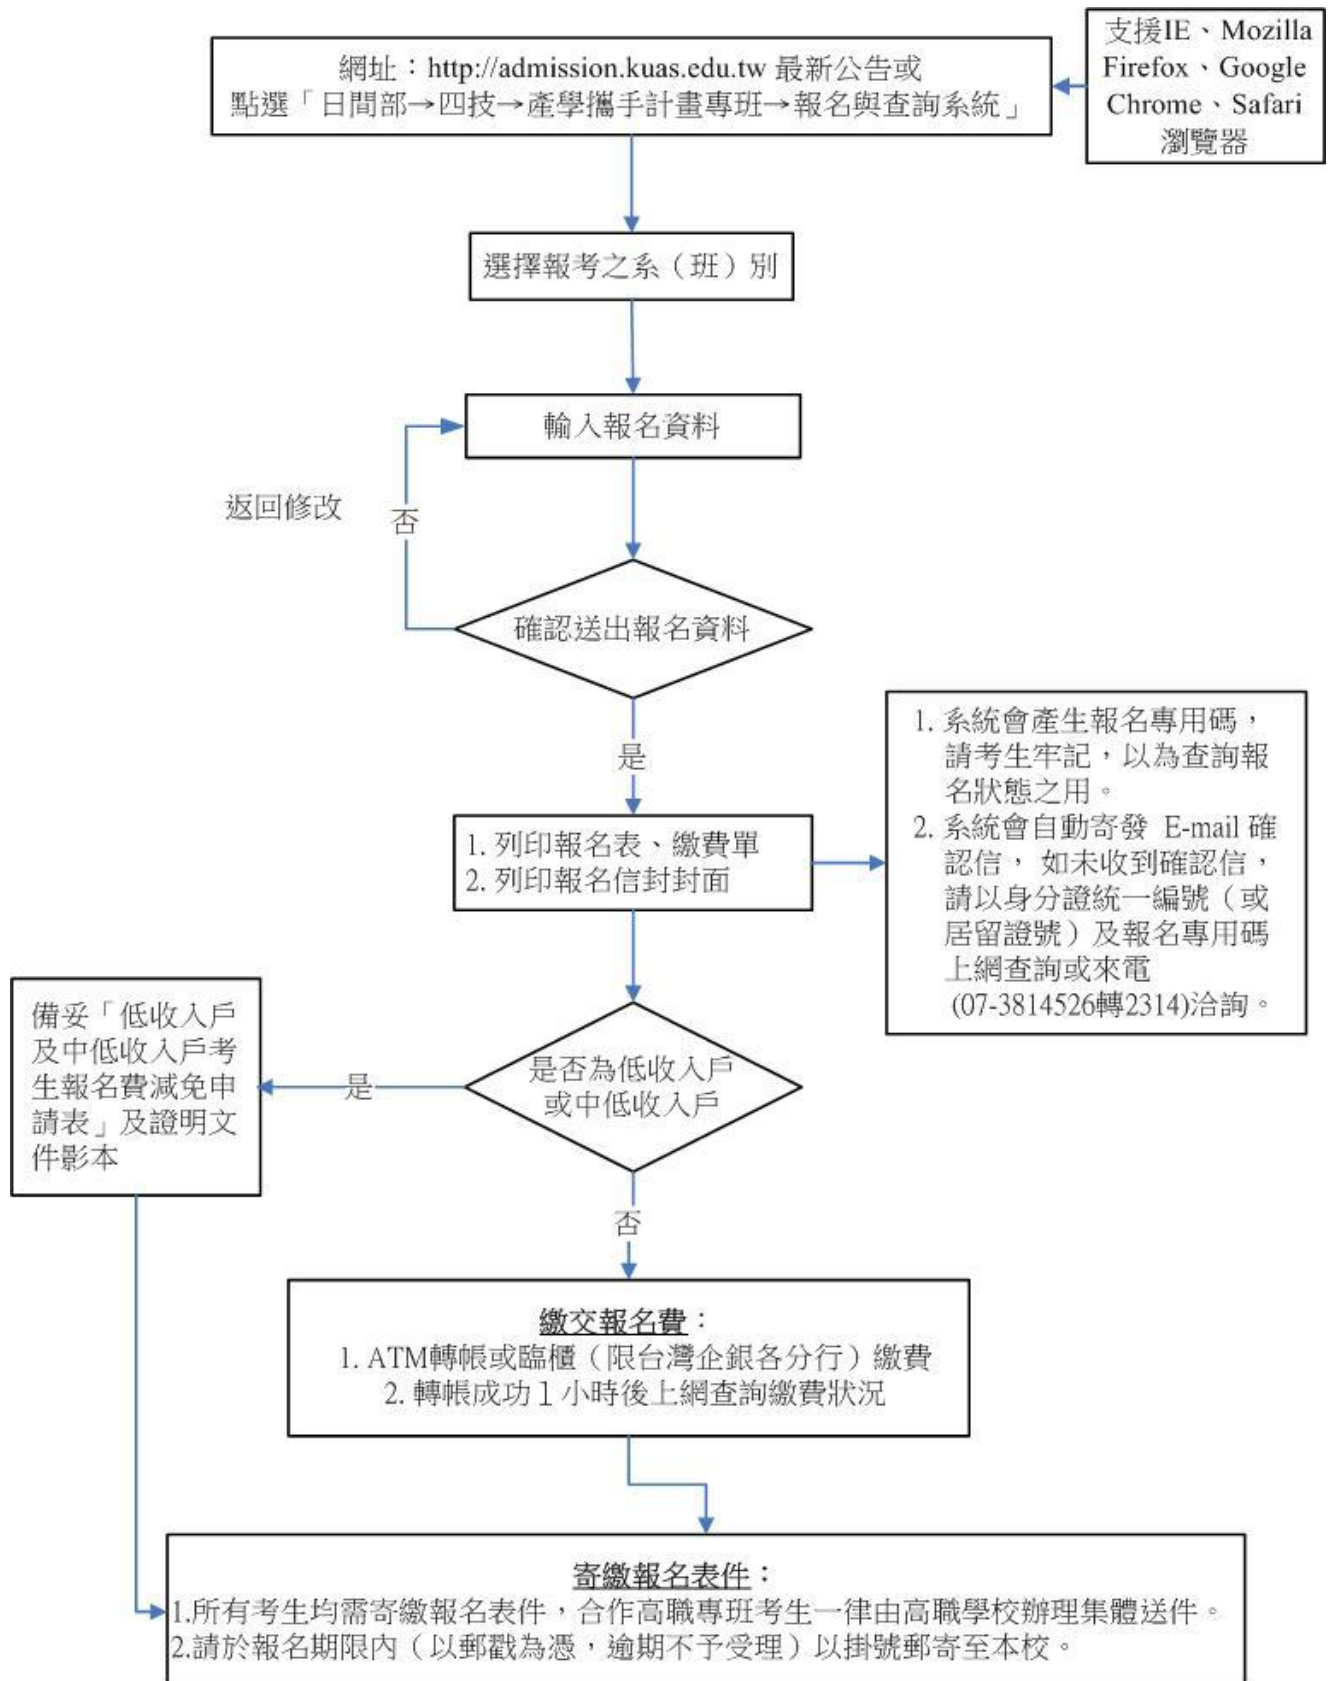 網址：http://admission.kuas.edu.tw 最新公告或
點選「日間部→四技→產學攜手計畫專班→報名與查詢系統」
支援IE、Mozilla
Firefox、Google
Chrome、Safari
瀏覽器
選擇報考之系（班）別
輸入報名資料
返回修改
否
確認送出報名資料
是
1. 列印報名表、繳費單
2. 列印報名信封封面
1. 系統會產生報名專用碼，
請考生牢記，以為查詢報
名狀態之用。
2. 系統會自動寄發 E-mail 確
認信， 如未收到確認信，
請以身分證統一編號（或
居留證號）及報名專用碼
上網查詢或來電
(07-3814526轉2314)洽詢。
是否為低收入戶
或中低收入戶
是
備妥「低收入戶
及中低收入戶考
生報名費減免申
請表」及證明文
件影本
否
繳交報名費：
1. ATM轉帳或臨櫃（限台灣企銀各分行）繳費
2. 轉帳成功１小時後上網查詢繳費狀況
寄繳報名表件：
1.所有考生均需寄繳報名表件，合作高職專班考生一律由高職學校辦理集體送件。
2.請於報名期限內（以郵戳為憑，逾期不予受理）以掛號郵寄至本校。